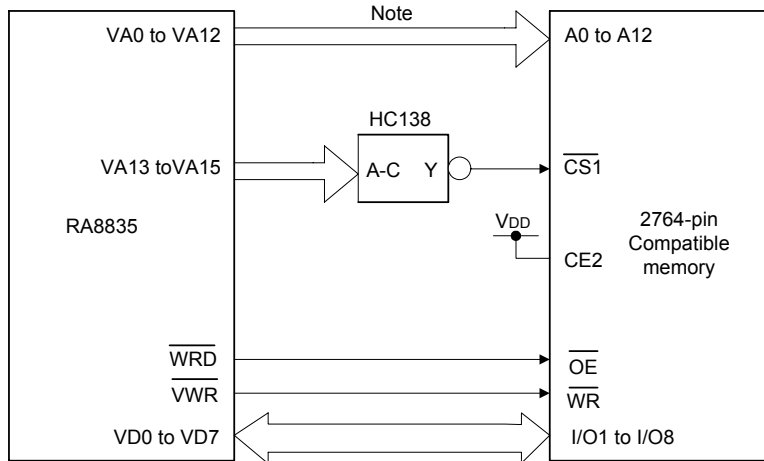 Note
VA0 to VA12
A0 to A12
HC138
VA13 toVA15
A-C
Y
CS1
RA8835
VDD
2764-pin
Compatible
memory
CE2
WRD
OE
VWR
WR
VD0 to VD7
I/O1 to I/O8